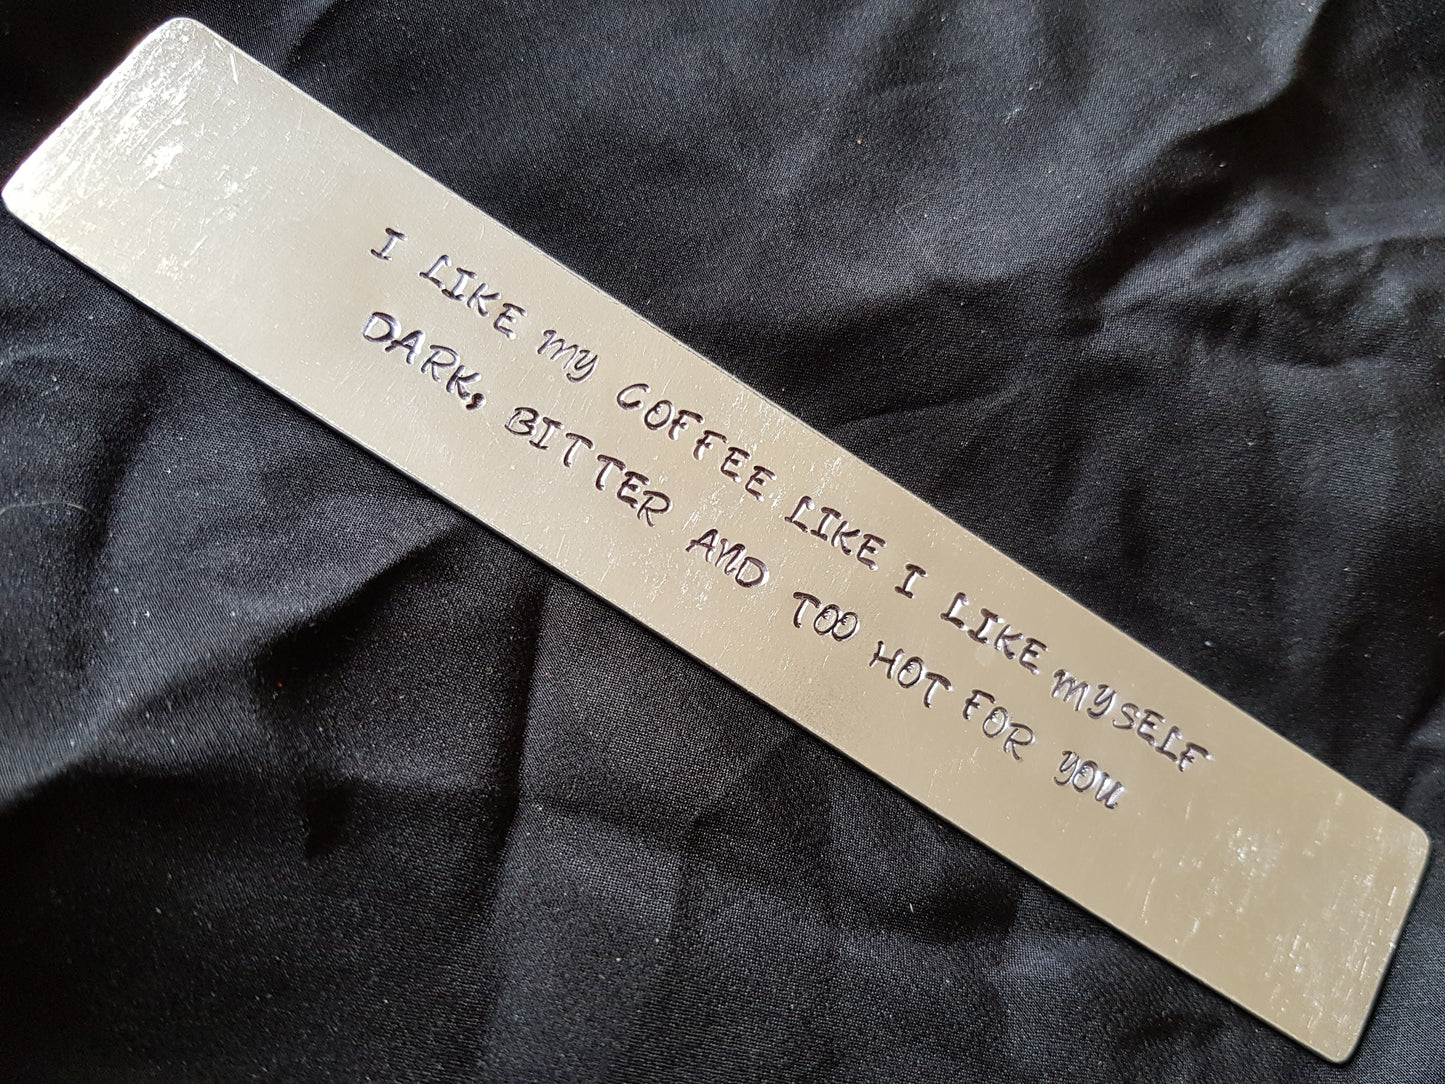 I LIKE MY COFFEE LIKE I LIKE MYSELF
DARK, BITTER AND TOO HOT FOR YOU